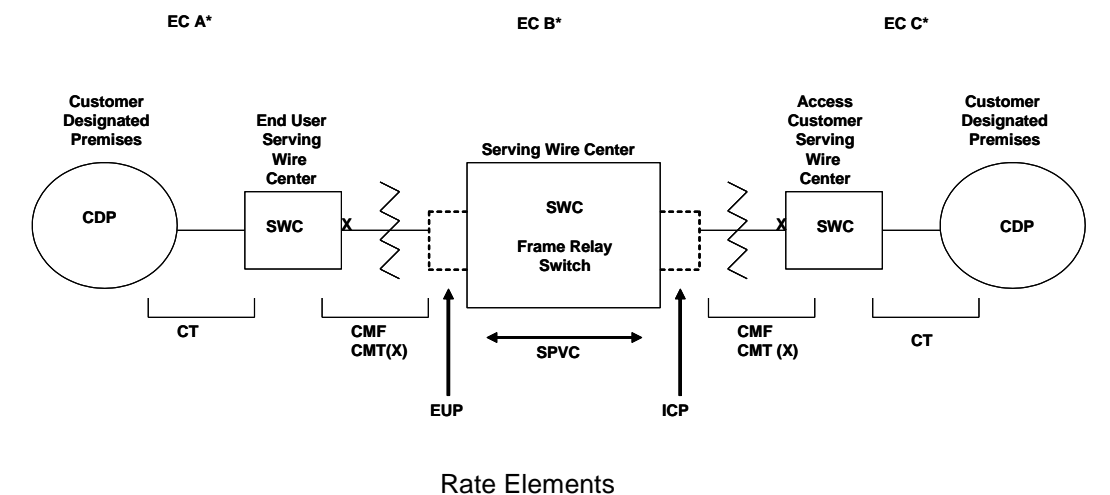 EC A*
EC B*
EC C*
Customer
Designated
Premises
End User
Serving
Wire
Center
Serving Wire Center
Access
Customer
Serving
Wire
Center
Customer
Designated
Premises
CDP
SWC
X
SWC
Frame Relay
Switch
X
SWC
CDP
CT
CMF
CMT(X)
SPVC
CMF
CMT (X)
CT
EUP
ICP
Rate Elements